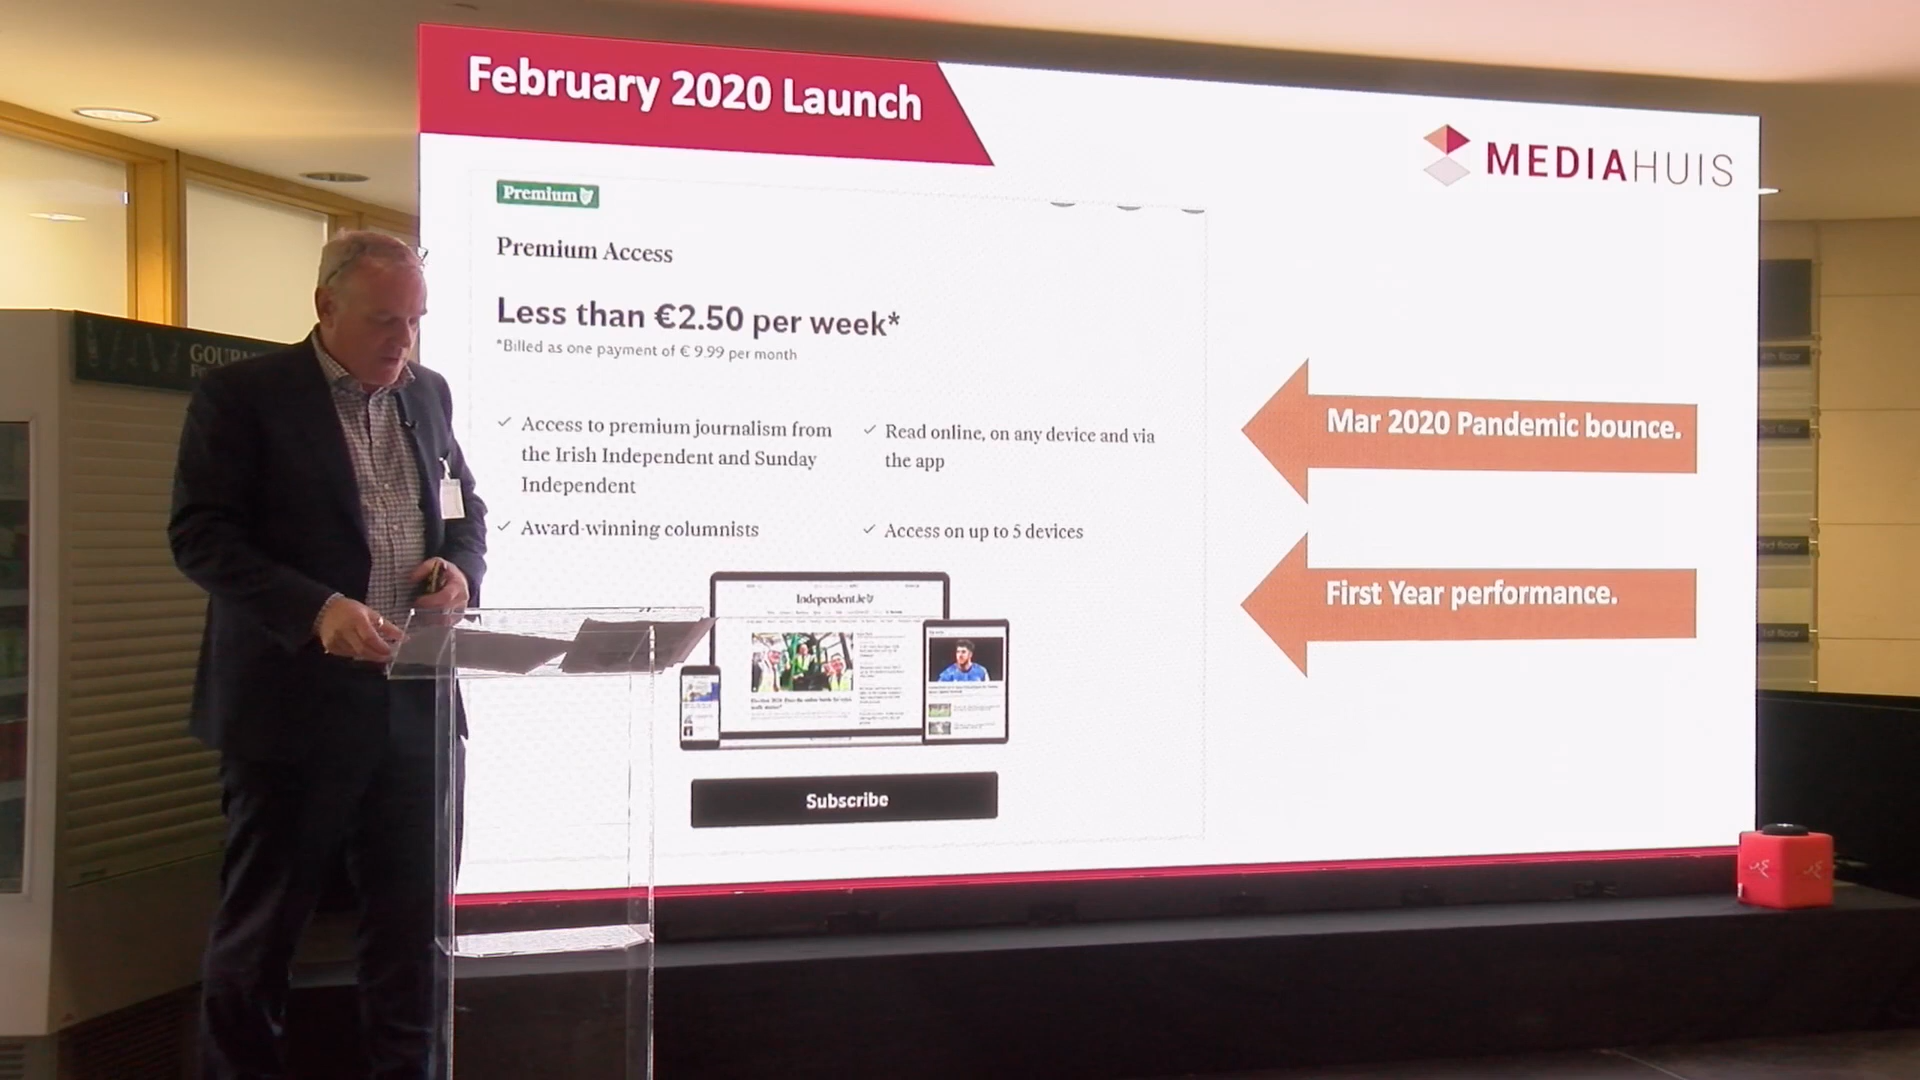 February 2020 Launch
MEDIAHUIS
Premium
Premium Access
Less than €2.50 per week*
*Billed as one payment of € 9.99 per month
Access to premium journalism from
the Irish Independent and Sunday
Independent
Read online, on any device and via
the app
Award-winning columnists
Access on up to 5 devices
Mar 2020 Pandemic bounce.
First Year performance.
Independent.ie
Subscribe